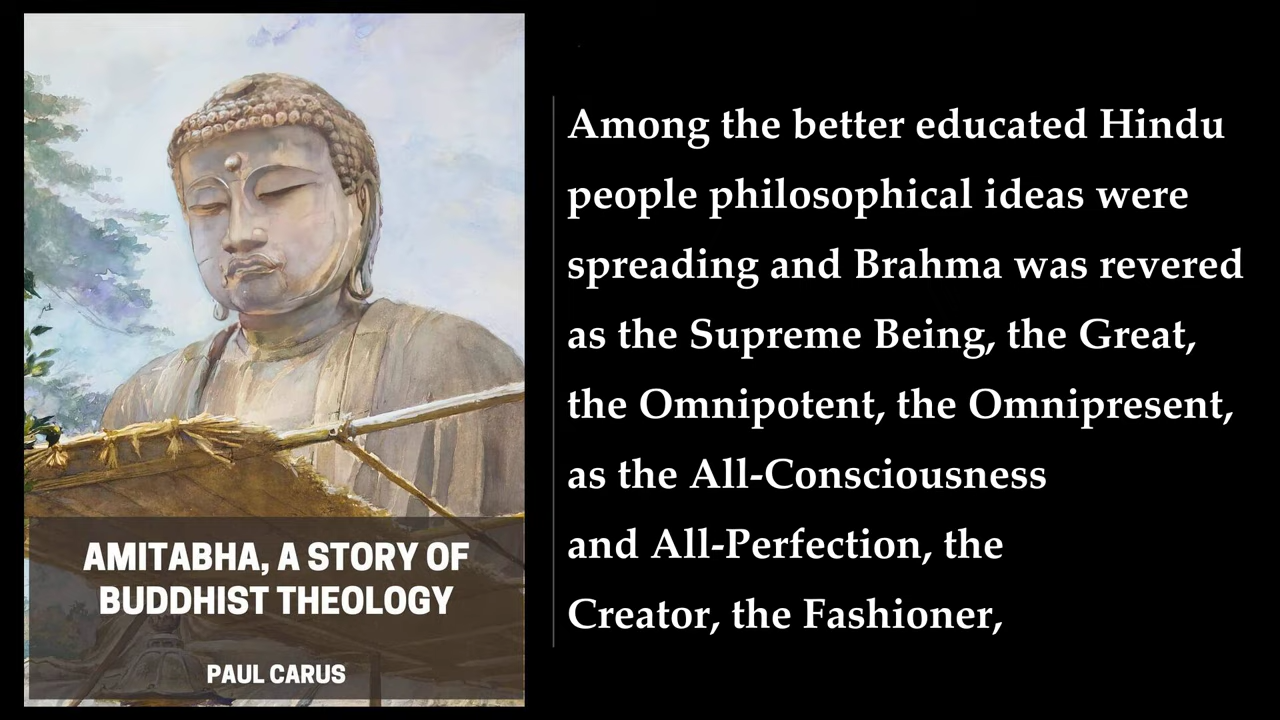 AMITABHA, A STORY OF
BUDDHIST THEOLOGY
PAUL CARUS
Among the better educated Hindu
people philosophical ideas were
spreading and Brahma was revered
as the Supreme Being, the Great,
the Omnipotent, the Omnipresent,
as the All-Consciousness
and All-Perfection, the
Creator, the Fashioner,